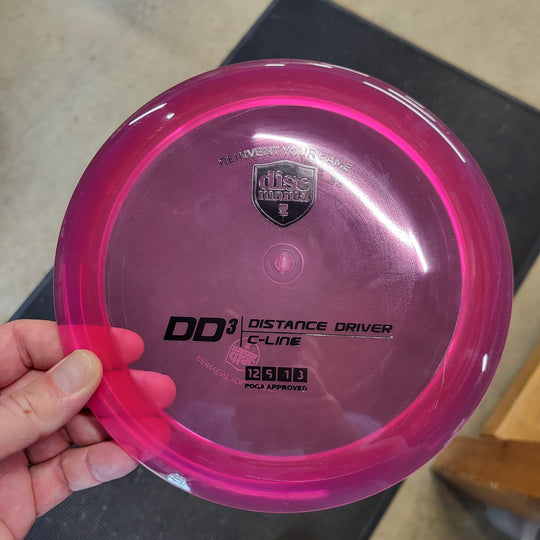 REINVENT YOUR GAME
disc
mania
DD3 DISTANCE DRIVER
C-LINE
12 5 -1 3
PDGA APPROVED